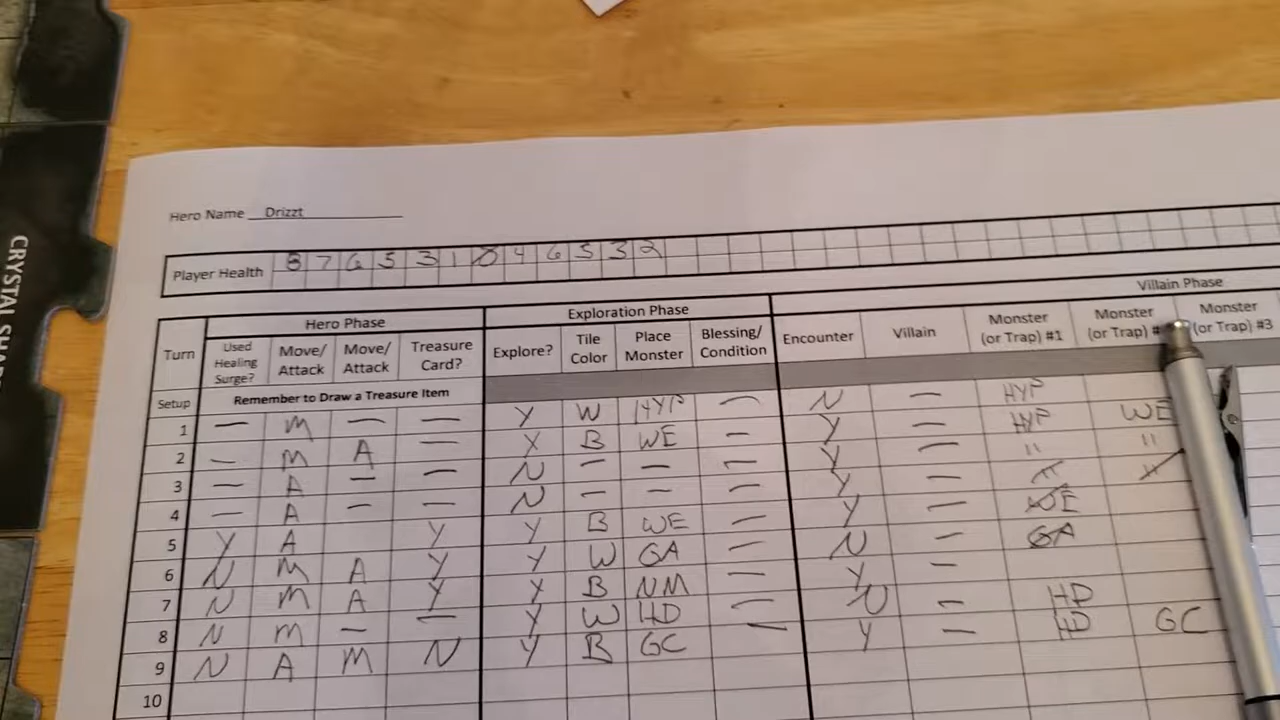 CRYSTAL SHA
Hero Name Drizzt
Player Health 8 7 6 5 3 1 0 4 6 5 3 2
Villain Phase
Hero Phase Exploration Phase
Turn Used Healing Surge? Move/ Attack Move/ Attack Treasure Card? Explore? Tile Color Place Monster Blessing/ Condition Encounter Villain Monster (or Trap) #1 Monster (or Trap) # Monster (or Trap) #3
Setup Remember to Draw a Treasure Item
1 — M — — Y W HYP — N — HYP
2 — M A — X B WE — Y — HYP WE
3 — A — — N — — — Y — " "
4 — A — — N — — — Y —
5 Y A Y Y B WE — Y — WE
6 N M A Y Y W GA — N — GA
7 N M A Y Y B NM — Y —
8 N M — — Y W HD — N — HD
9 N A M N Y B GC — Y — HD GC
10